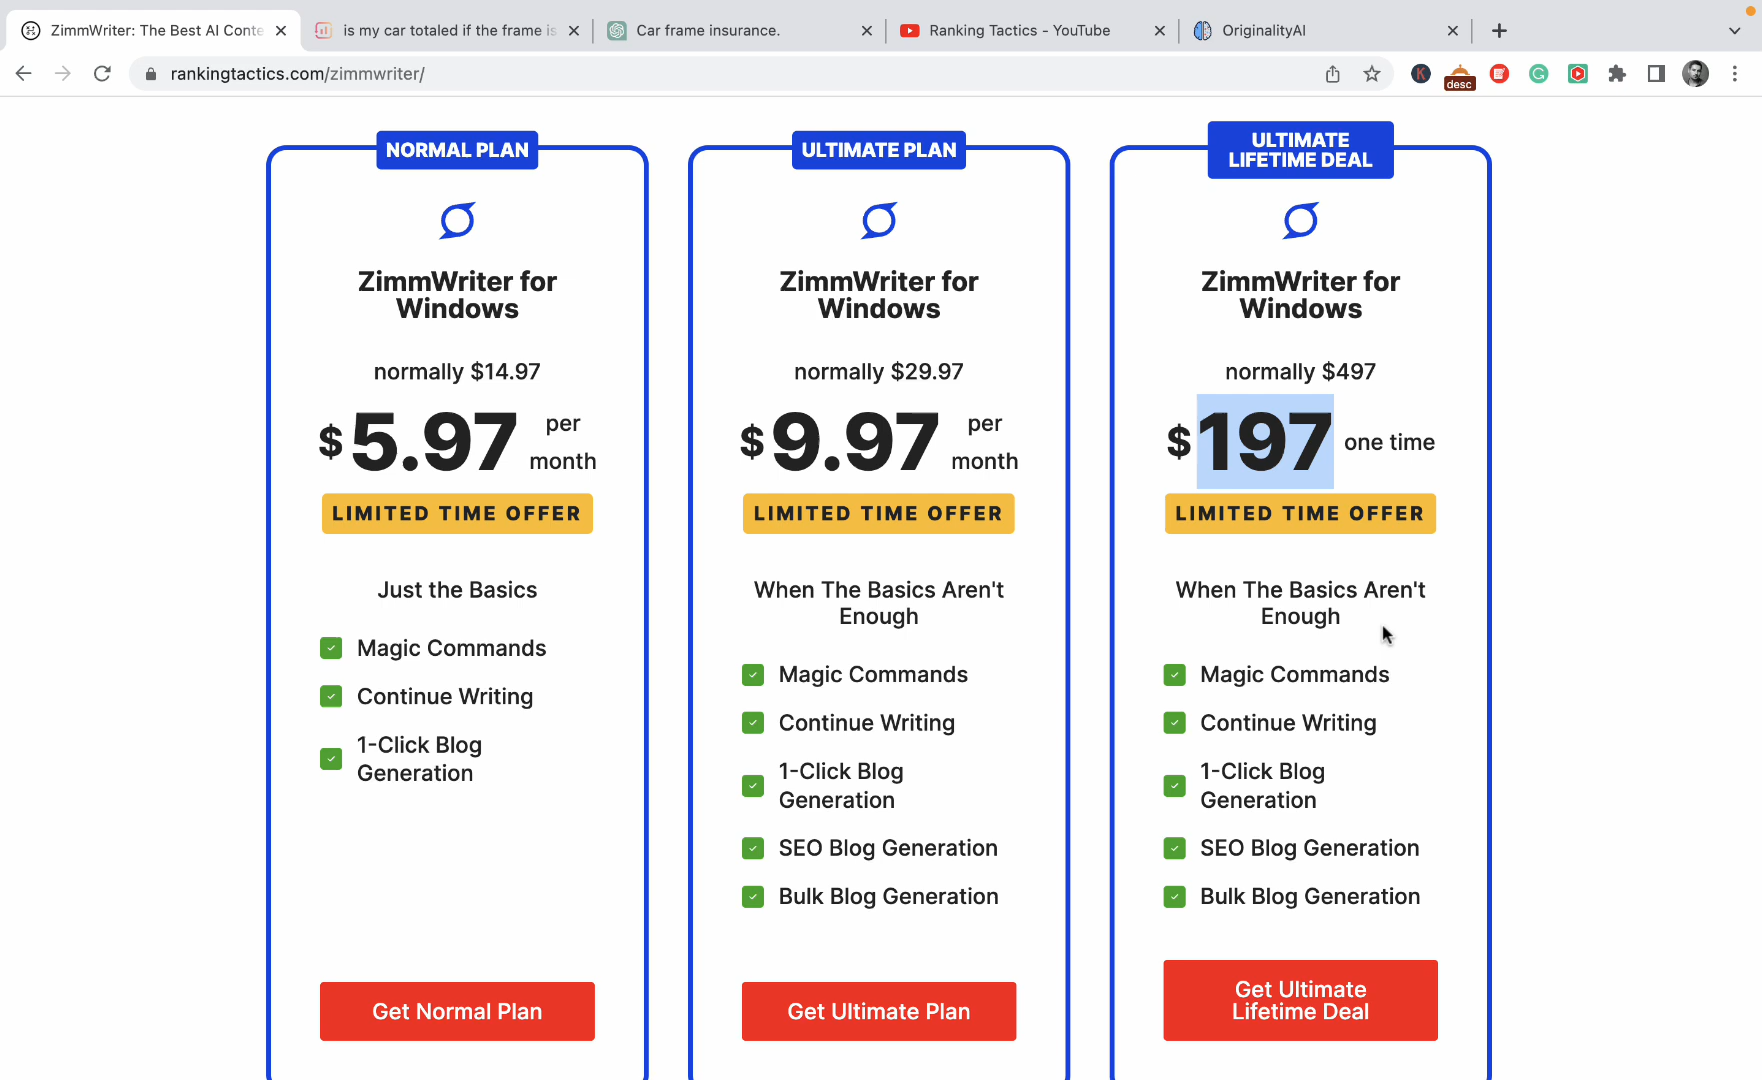 ZimmWriter: The Best AI Conte
is my car totaled if the frame is
Car frame insurance.
Ranking Tactics - YouTube
OriginalityAI
rankingtactics.com/zimmwriter/
K
desc
NORMAL PLAN
ZimmWriter for
Windows
normally $14.97
$5.97 per
month
LIMITED TIME OFFER
Just the Basics
Magic Commands
Continue Writing
1-Click Blog
Generation
Get Normal Plan
ULTIMATE PLAN
ZimmWriter for
Windows
normally $29.97
$9.97 per
month
LIMITED TIME OFFER
When The Basics Aren't
Enough
Magic Commands
Continue Writing
1-Click Blog
Generation
SEO Blog Generation
Bulk Blog Generation
Get Ultimate Plan
ULTIMATE
LIFETIME DEAL
ZimmWriter for
Windows
normally $497
$197 one time
LIMITED TIME OFFER
When The Basics Aren't
Enough
Magic Commands
Continue Writing
1-Click Blog
Generation
SEO Blog Generation
Bulk Blog Generation
Get Ultimate
Lifetime Deal